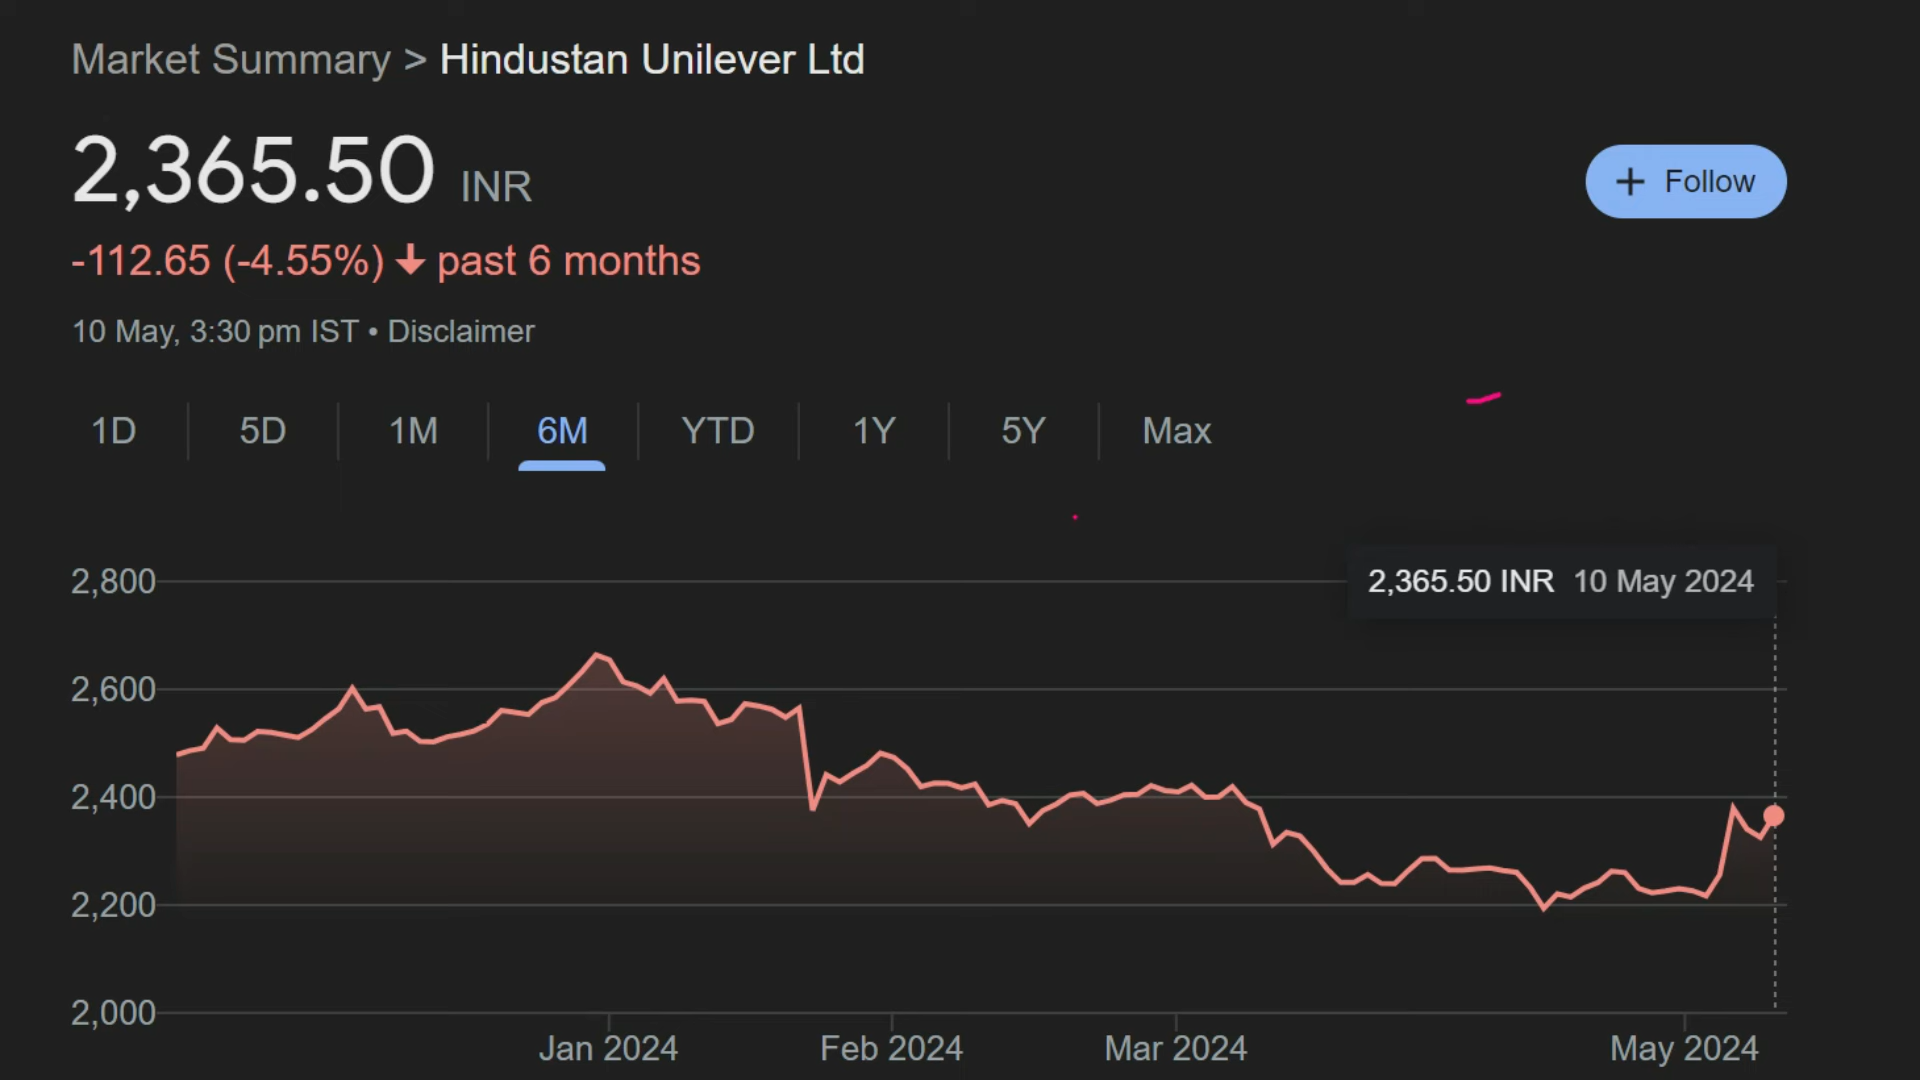 Market Summary > Hindustan Unilever Ltd
2,365.50 INR
+ Follow
-112.65 (-4.55%) ↓ past 6 months
10 May, 3:30 pm IST • Disclaimer
1D 5D 1M 6M YTD 1Y 5Y Max
2,365.50 INR 10 May 2024
2,800
2,600
2,400
2,200
2,000
Jan 2024 Feb 2024 Mar 2024 May 2024